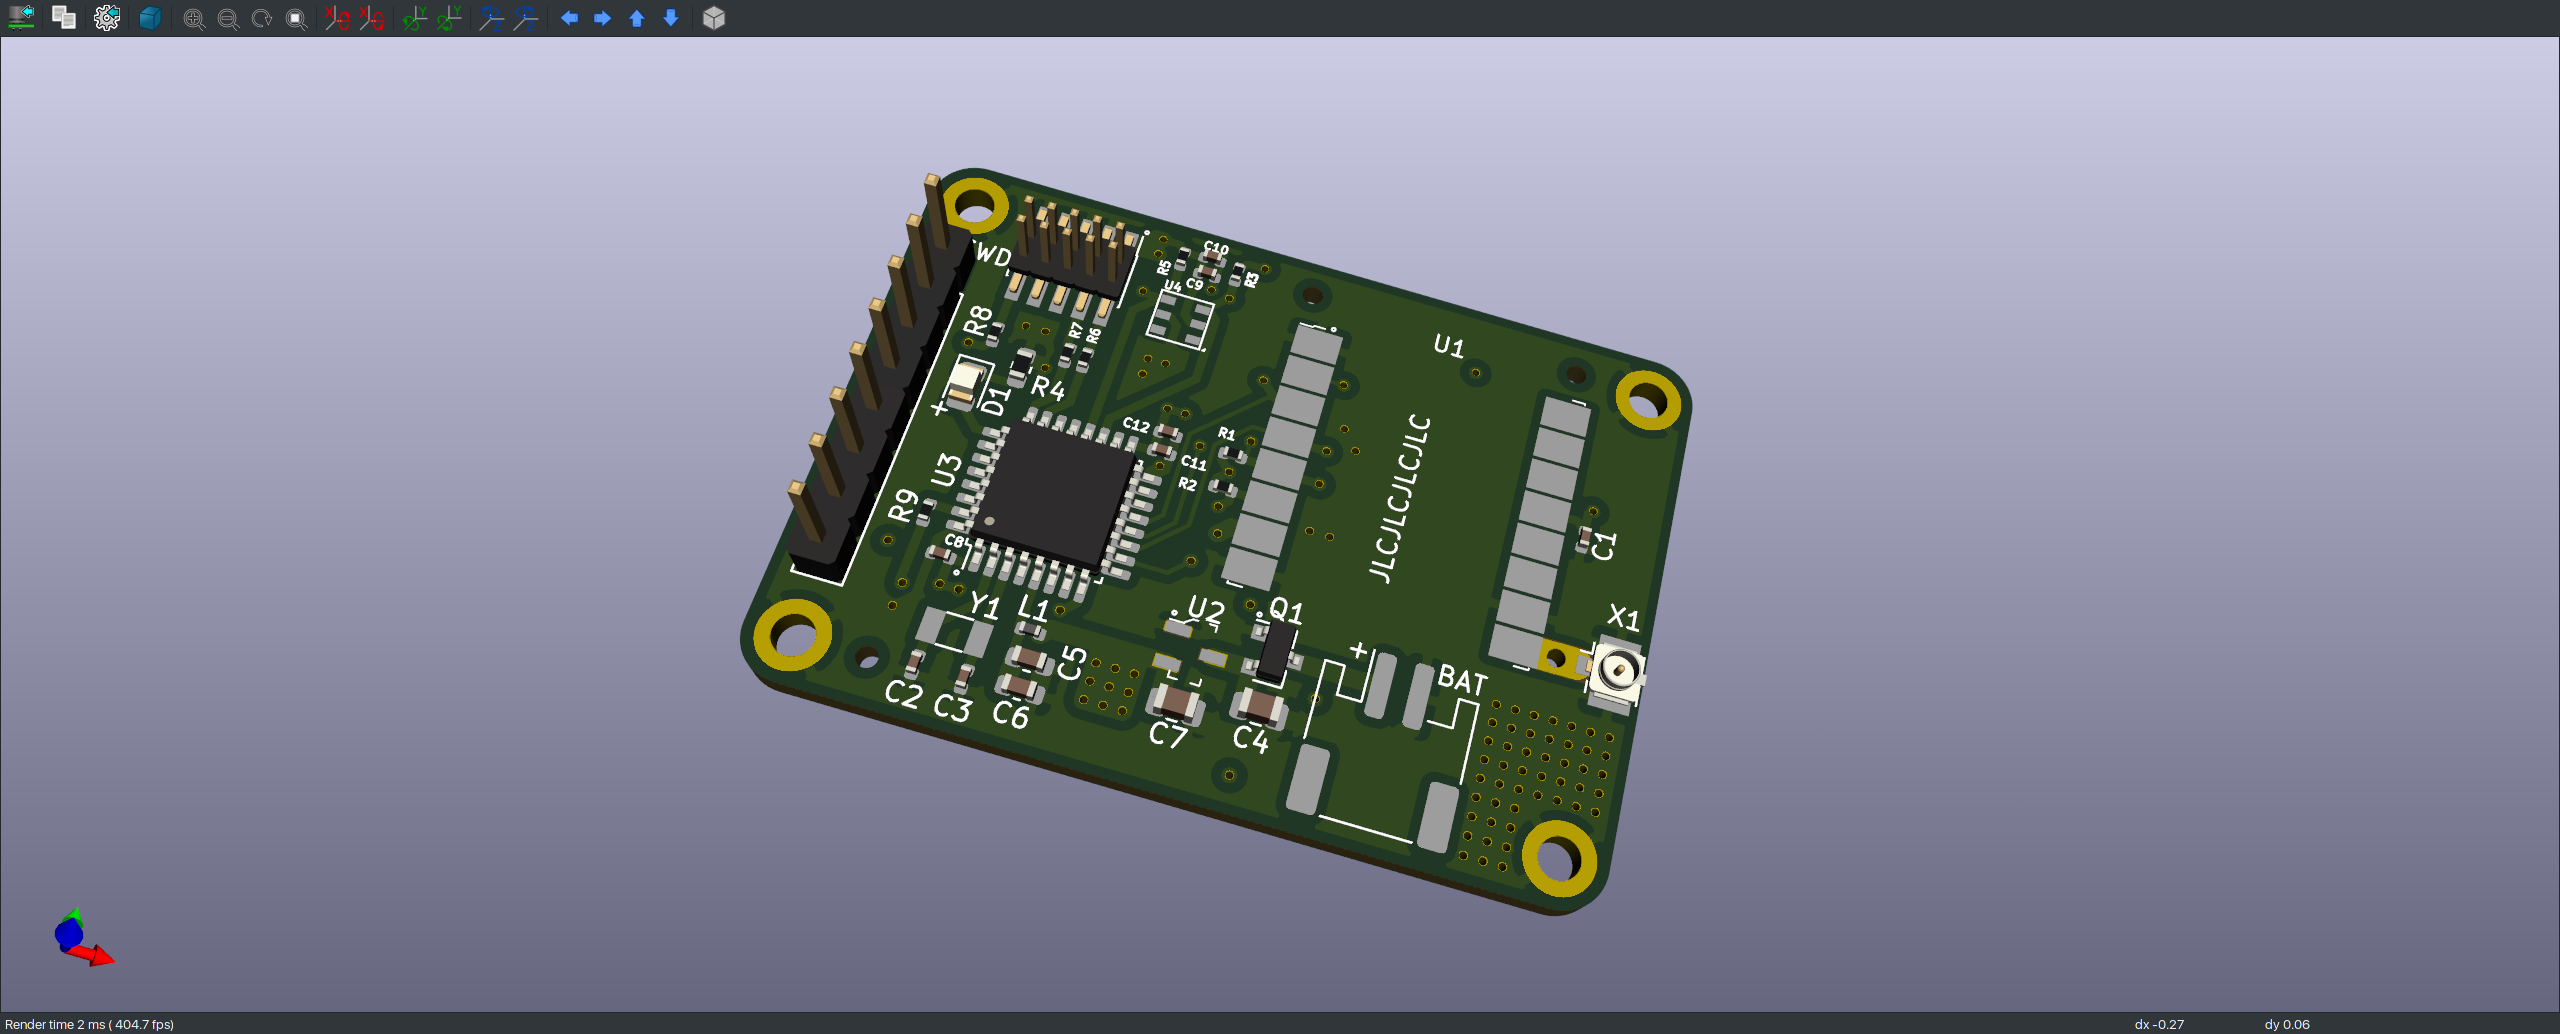 WD
C10
R5
R3
U4 C9
R8
R7
R6
U1
R4
D1
+
C12
R1
C11
R2
U3
R9
JLCJLCJLCJLC
C8
C1
Y1
L1
U2
Q1
X1
+
BAT
C5
C2
C3
C6
C7
C4
Render time 2 ms ( 404.7 fps)
dx -0.27
dy 0.06